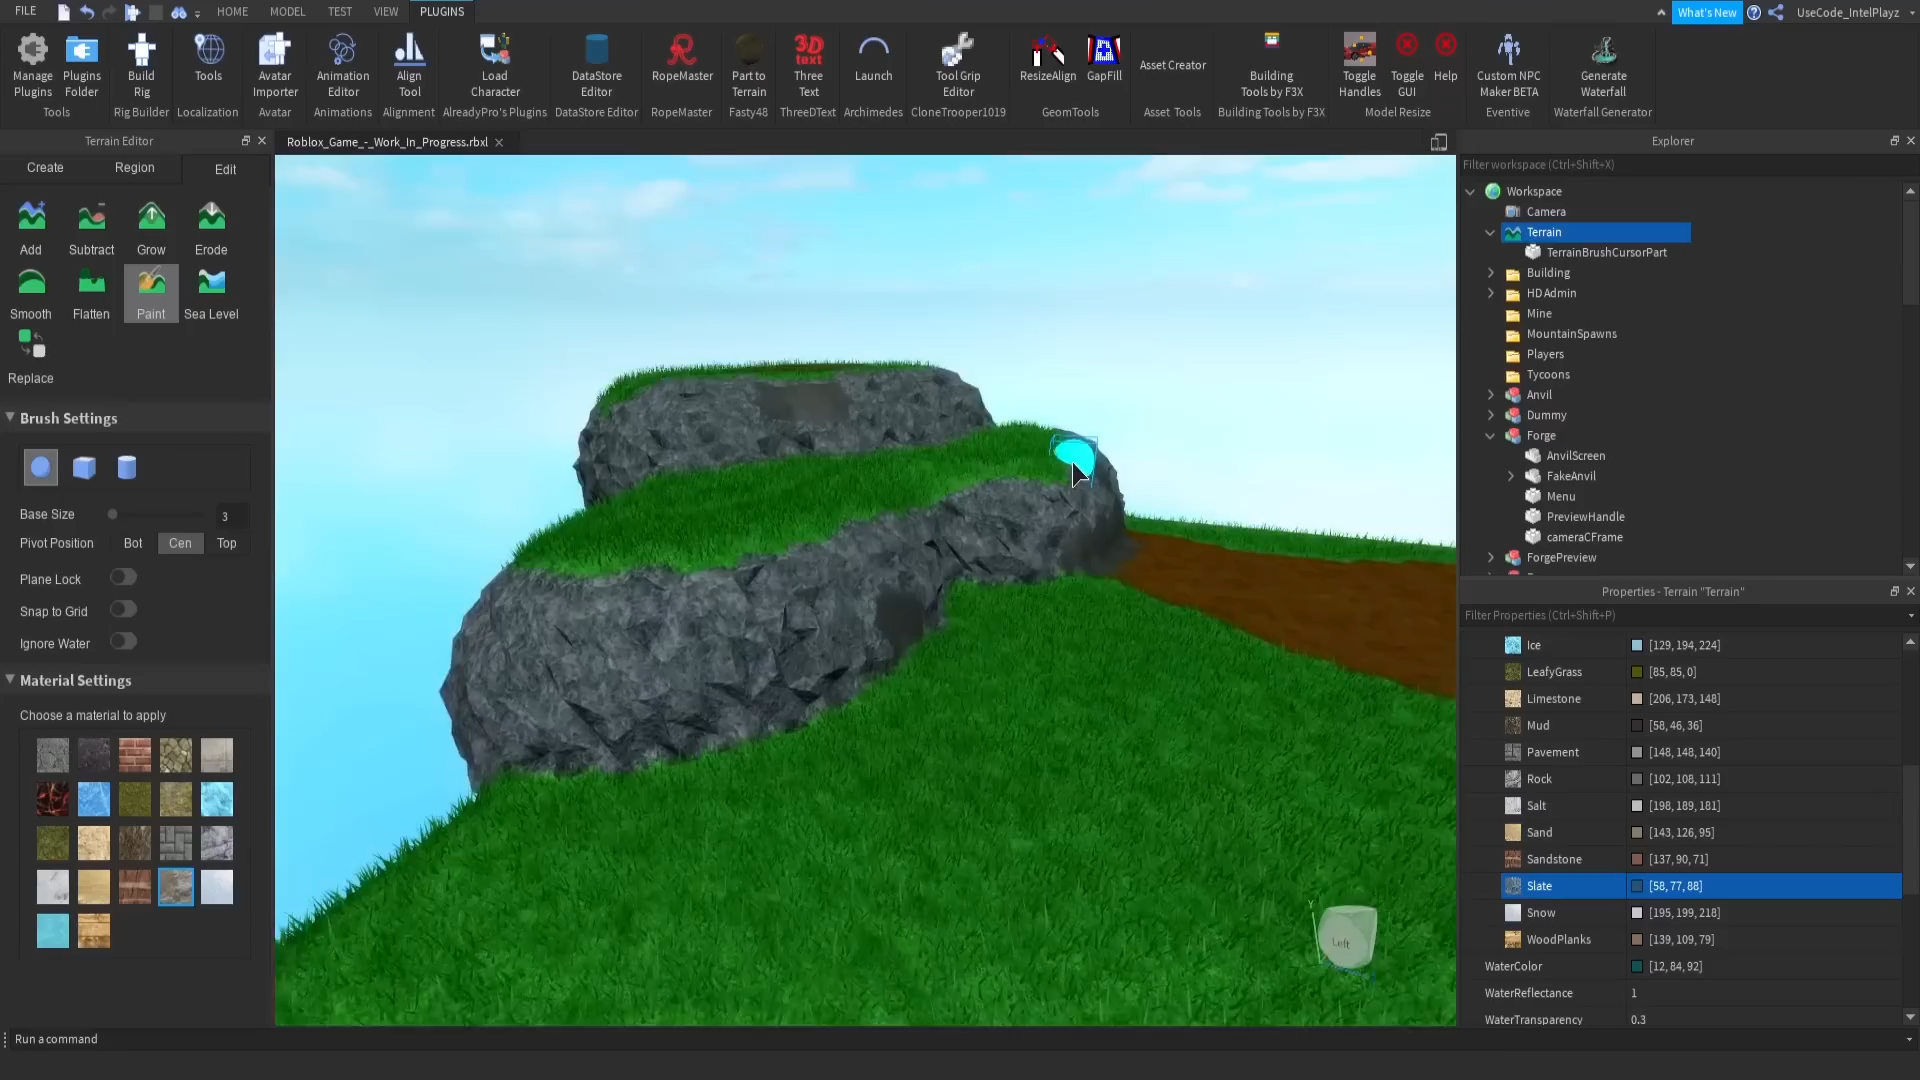 FILE
HOME
MODEL
TEST
VIEW
PLUGINS
What's New
UseCode_IntelPlayz
Manage Plugins
Plugins Folder
Build Rig
Tools
Avatar Importer
Animation Editor
Align Tool
Load Character
DataStore Editor
RopeMaster
Part to Terrain
3D text
Three Text
Launch
Tool Grip Editor
ResizeAlign
GapFill
Asset Creator
Building Tools by F3X
Toggle Handles
Toggle GUI
Help
Custom NPC Maker BETA
Generate Waterfall
Tools
Rig Builder
Localization
Avatar
Animations
Alignment
AlreadyPro's Plugins
DataStore Editor
RopeMaster
Fasty48
ThreeDText
Archimedes
CloneTrooper1019
GeomTools
Asset Tools
Building Tools by F3X
Model Resize
Eventive
Waterfall Generator
Terrain Editor
Create
Region
Edit
Add
Subtract
Grow
Erode
Smooth
Flatten
Paint
Sea Level
Replace
Brush Settings
Base Size
3
Pivot Position
Bot
Cen
Top
Plane Lock
Snap to Grid
Ignore Water
Material Settings
Choose a material to apply
Roblox_Game_-_Work_In_Progress.rbxl
Y
Left
Explorer
Filter workspace (Ctrl+Shift+X)
Workspace
Camera
Terrain
TerrainBrushCursorPart
Building
HD Admin
Mine
MountainSpawns
Players
Tycoons
Anvil
Dummy
Forge
AnvilScreen
FakeAnvil
Menu
PreviewHandle
cameraCFrame
ForgePreview
Properties - Terrain "Terrain"
Filter Properties (Ctrl+Shift+P)
Ice [129, 194, 224]
LeafyGrass [85, 85, 0]
Limestone [206, 173, 148]
Mud [58, 46, 36]
Pavement [148, 148, 140]
Rock [102, 108, 111]
Salt [198, 189, 181]
Sand [143, 126, 95]
Sandstone [137, 90, 71]
Slate [58, 77, 88]
Snow [195, 199, 218]
WoodPlanks [139, 109, 79]
WaterColor [12, 84, 92]
WaterReflectance 1
WaterTransparency 0.3
Run a command